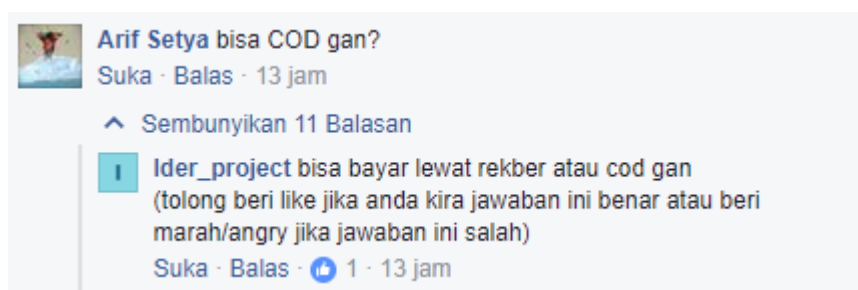 Arif Setya bisa COD gan?
Suka · Balas · 13 jam
Sembunyikan 11 Balasan
I
Ider_project bisa bayar lewat rekber atau cod gan
(tolong beri like jika anda kira jawaban ini benar atau beri
marah/angry jika jawaban ini salah)
Suka · Balas · 1 · 13 jam